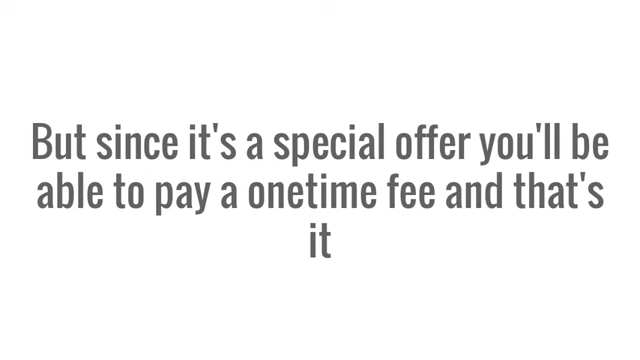 But since it's a special offer you'll be
able to pay a onetime fee and that's
it